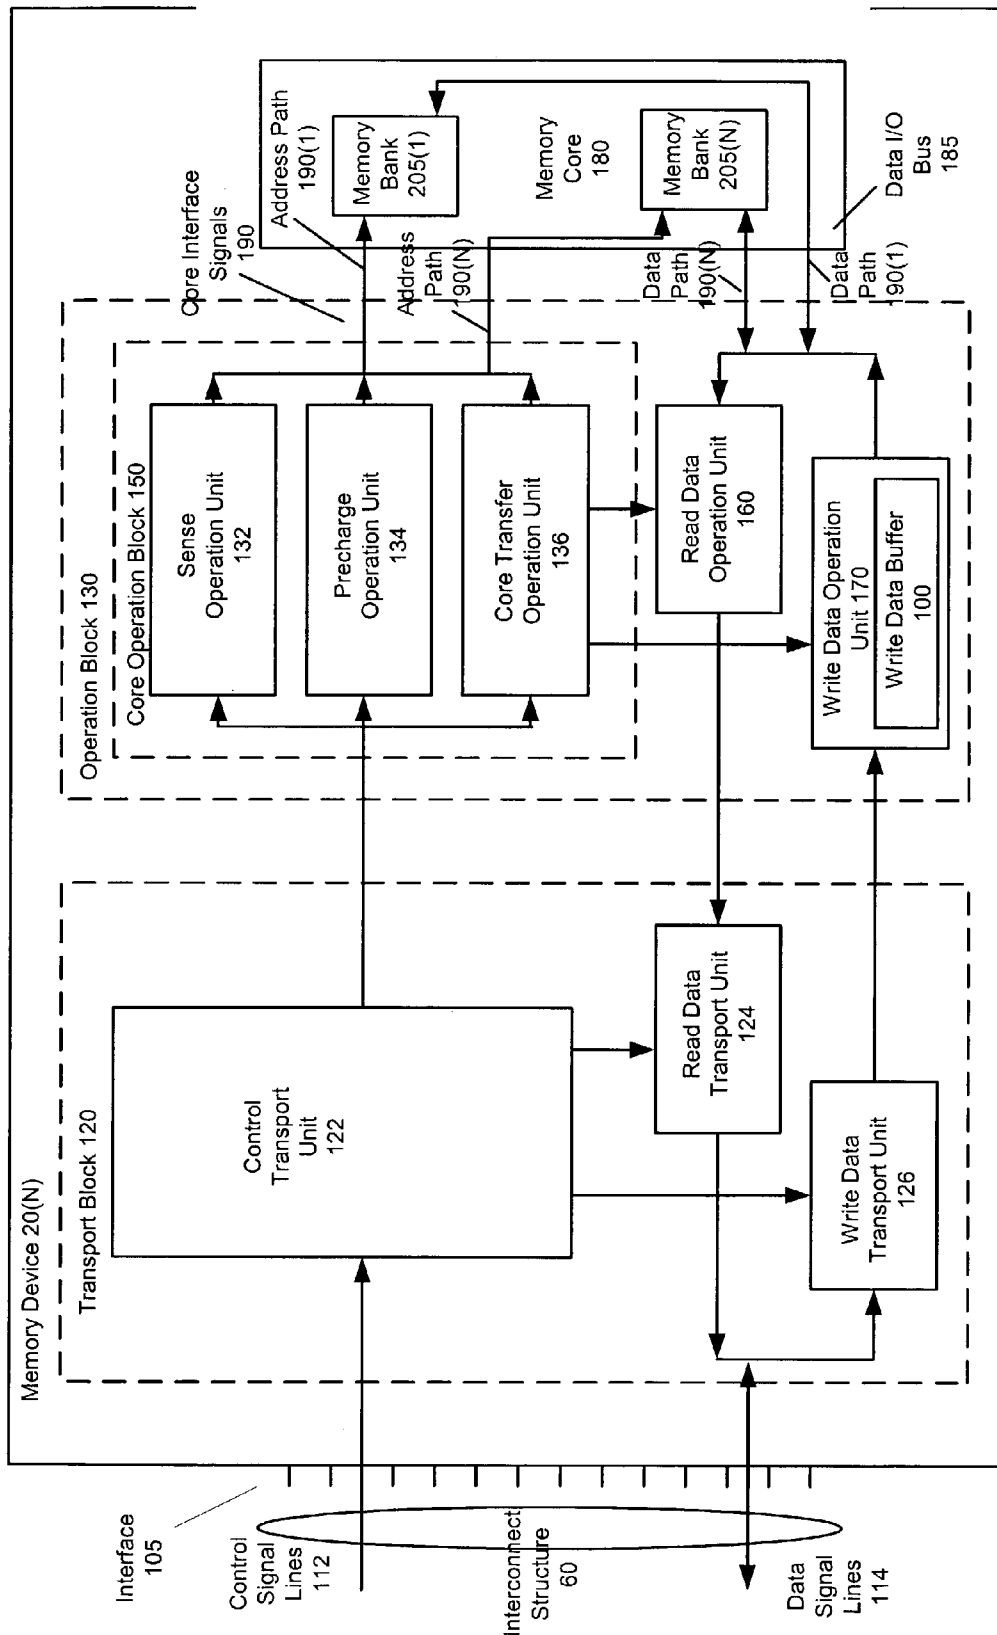 Memory Device 20(N)
Transport Block 120
Control
Transport
Unit
122
Read Data
Transport Unit
124
Write Data
Transport Unit
126
Operation Block 130
Core Operation Block 150
Sense
Operation Unit
132
Precharge
Operation Unit
134
Core Transfer
Operation Unit
136
Read Data
Operation Unit
160
Write Data Operation
Unit 170
Write Data Buffer
100
Core Interface
Signals
190
Address Path
190(1)
Address
Path
190(N)
Memory
Bank
205(1)
Memory
Core
180
Memory
Bank
205(N)
Data
Path
190(N)
Data
Path
190(1)
Data I/O
Bus
185
Interface
105
Control
Signal
Lines 112
Interconnect
Structure
60
Data
Signal
Lines
114